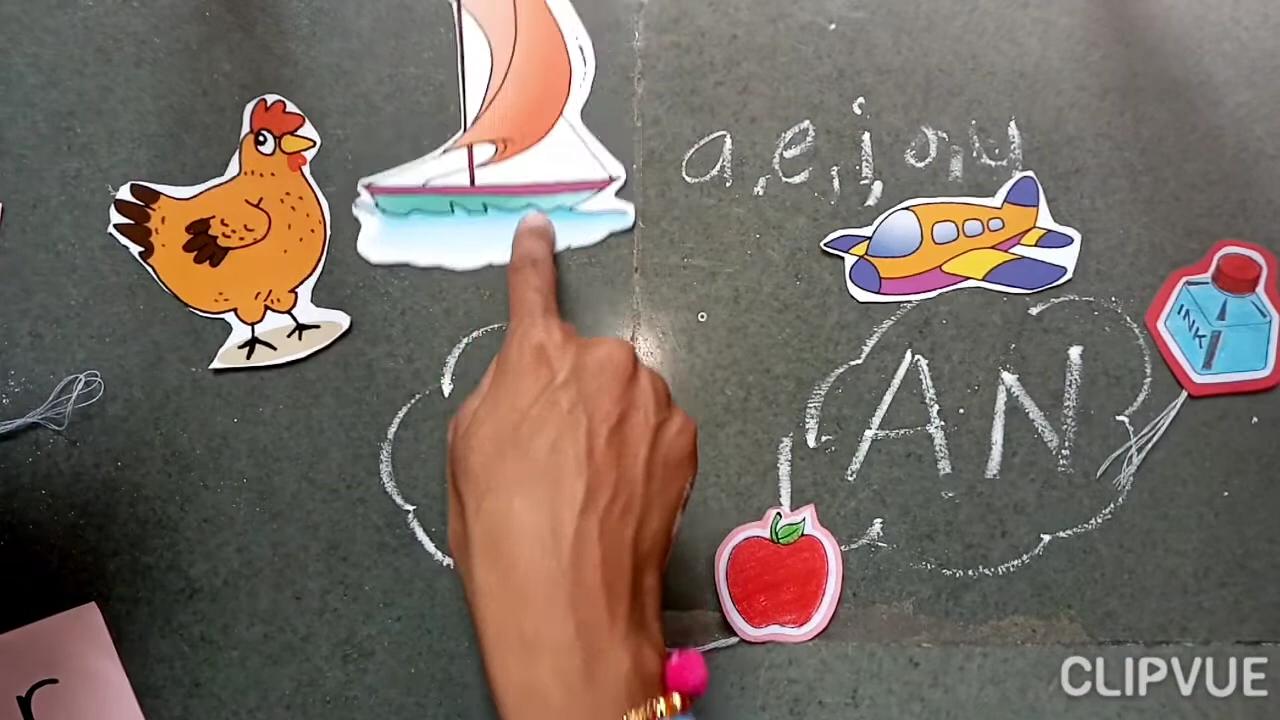 a, e, i, o, u
INK
AN
r
CLIPVUE